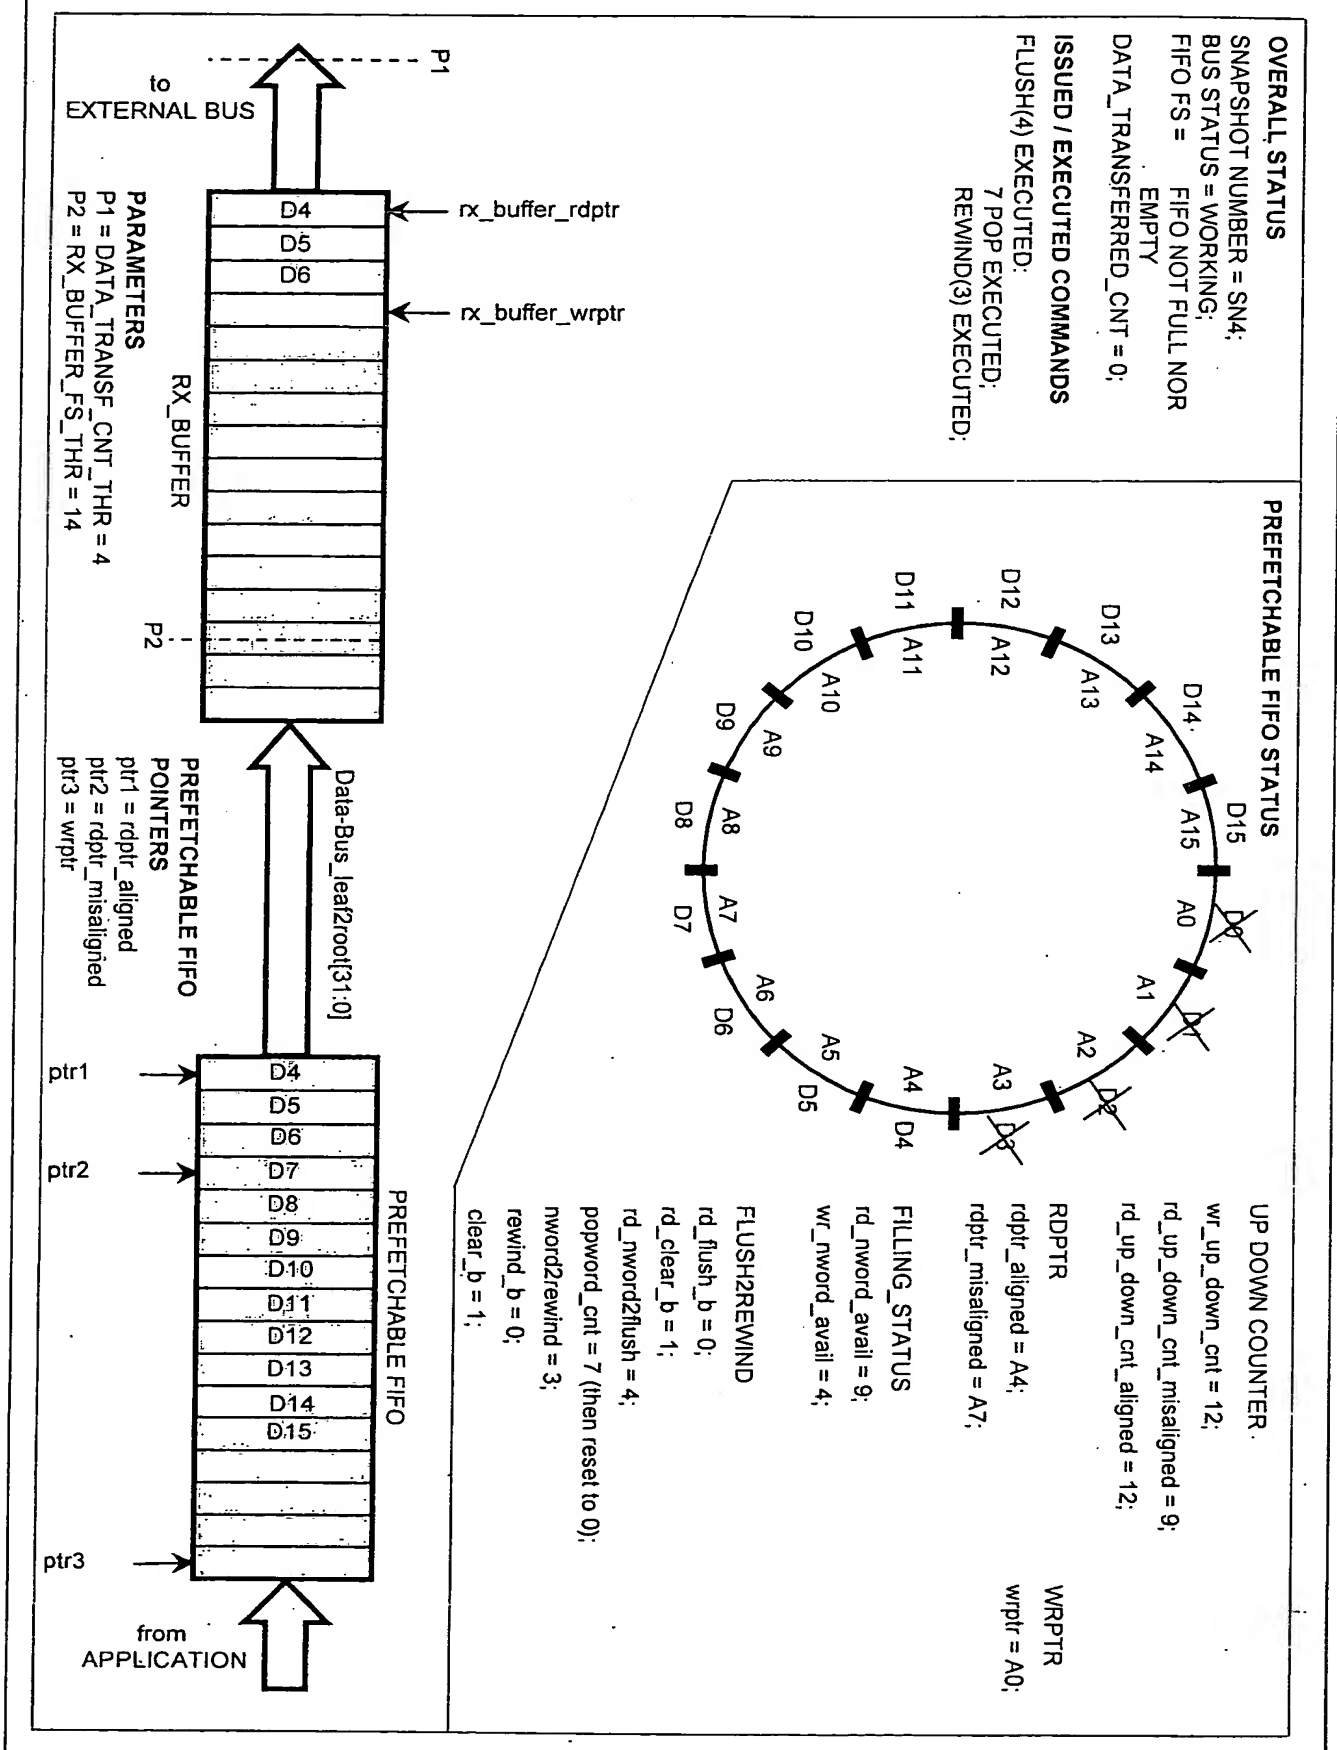 OVERALL STATUS
SNAPSHOT NUMBER = SN4;
BUS STATUS = WORKING;
FIFO FS = FIFO NOT FULL NOR
EMPTY
DATA_TRANSFERRED_CNT = 0;
ISSUED / EXECUTED COMMANDS
FLUSH(4) EXECUTED;
7 POP EXECUTED;
REWIND(3) EXECUTED;
PREFETCHABLE FIFO STATUS
D0
D1
D2
D3
D4
D5
D6
D7
D8
D9
D10
D11
D12
D13
D14
D15
A0
A1
A2
A3
A4
A5
A6
A7
A8
A9
A10
A11
A12
A13
A14
A15
UP DOWN COUNTER
wr_up_down_cnt = 12;
rd_up_down_cnt_misaligned = 9;
rd_up_down_cnt_aligned = 12;
RDPTR
rdptr_aligned = A4;
rdptr_misaligned = A7;
WRPTR
wrptr = A0;
FILLING_STATUS
rd_nword_avail = 9;
wr_nword_avail = 4;
FLUSH2REWIND
rd_flush_b = 0;
rd_clear_b = 1;
rd_nword2flush = 4;
popword_cnt = 7 (then reset to 0);
nword2rewind = 3;
rewind_b = 0;
clear_b = 1;
P1
to
EXTERNAL BUS
D4
D5
D6
rx_buffer_rdptr
rx_buffer_wrptr
RX_BUFFER
P2
PARAMETERS
P1 = DATA_TRANSF_CNT_THR = 4
P2 = RX_BUFFER_FS_THR = 14
Data-Bus_leaf2root[31:0]
PREFETCHABLE FIFO
POINTERS
ptr1 = rdptr_aligned
ptr2 = rdptr_misaligned
ptr3 = wrptr
PREFETCHABLE FIFO
ptr1
ptr2
ptr3
D4
D5
D6
D7
D8
D9
D10
D11
D12
D13
D14
D15
from
APPLICATION